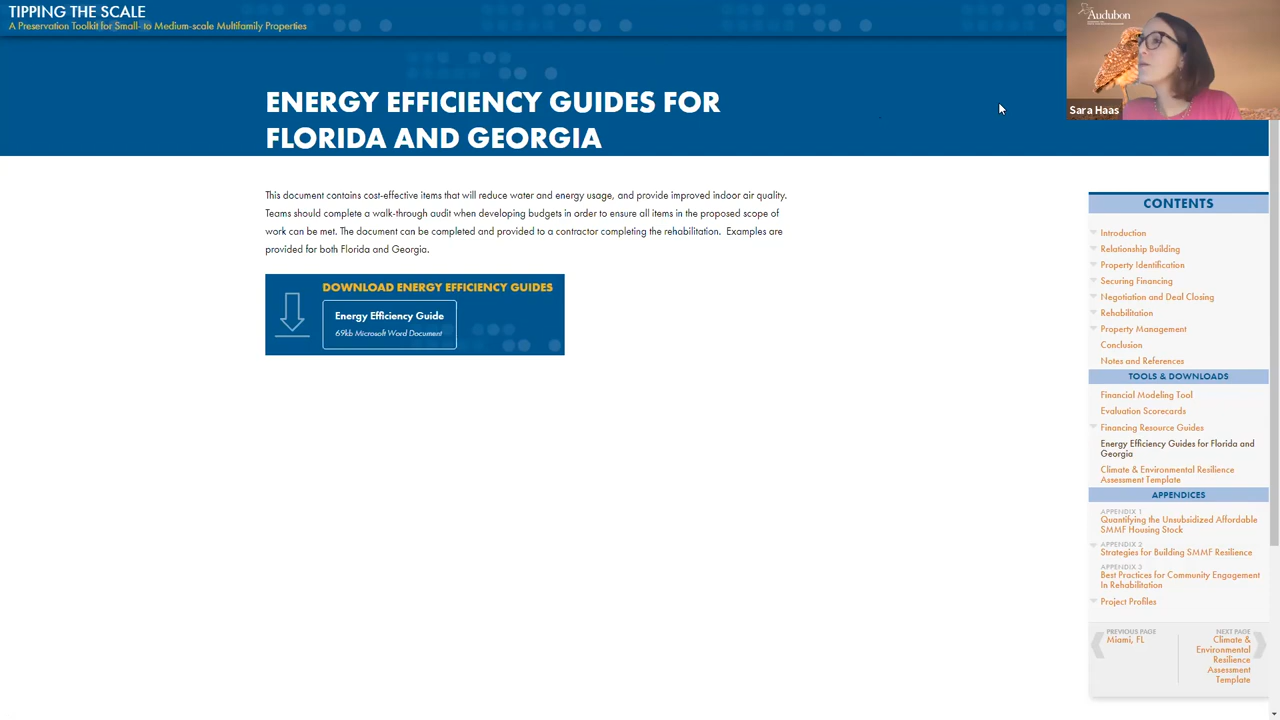 TIPPING THE SCALE
A Preservation Toolkit for Small- to Medium-scale Multifamily Properties
Audubon
Sara Haas
ENERGY EFFICIENCY GUIDES FOR
FLORIDA AND GEORGIA
This document contains cost-effective items that will reduce water and energy usage, and provide improved indoor air quality.
Teams should complete a walk-through audit when developing budgets in order to ensure all items in the proposed scope of
work can be met. The document can be completed and provided to a contractor completing the rehabilitation. Examples are
provided for both Florida and Georgia.
DOWNLOAD ENERGY EFFICIENCY GUIDES
Energy Efficiency Guide
69kb Microsoft Word Document
CONTENTS
Introduction
Relationship Building
Property Identification
Securing Financing
Negotiation and Deal Closing
Rehabilitation
Property Management
Conclusion
Notes and References
TOOLS & DOWNLOADS
Financial Modeling Tool
Evaluation Scorecards
Financing Resource Guides
Energy Efficiency Guides for Florida and
Georgia
Climate & Environmental Resilience
Assessment Template
APPENDICES
APPENDIX 1
Quantifying the Unsubsidized Affordable
SMMF Housing Stock
APPENDIX 2
Strategies for Building SMMF Resilience
APPENDIX 3
Best Practices for Community Engagement
In Rehabilitation
Project Profiles
PREVIOUS PAGE
Miami, FL
NEXT PAGE
Climate &
Environmental
Resilience
Assessment
Template